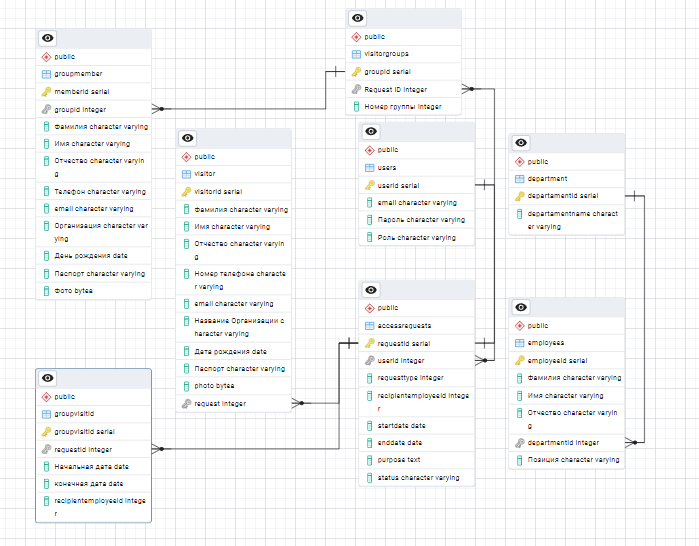 public
groupmember
memberid serial
groupid integer
Фамилия character varying
Имя character varying
Отчество character varyin
g
Телефон character varying
email character varying
Организация character var
ying
День рождения date
Паспорт character varying
Фото bytea
public
visitor
visitorid serial
Фамилия character varying
Имя character varying
Отчество character varyin
g
Номер телефона characte
r varying
email character varying
Название Организации c
haracter varying
Дата рождения date
Паспорт character varying
photo bytea
request integer
public
visitorgroups
groupid serial
Request ID integer
Номер группы integer
public
users
userid serial
email character varying
Пароль character varying
Роль character varying
public
department
departamentid serial
departamentname charact
er varying
public
accessrequests
requestid serial
userid integer
requesttype integer
recipientemployeeid intege
r
startdate date
enddate date
purpose text
status character varying
public
employees
employeeid serial
Фамилия character varying
Имя character varying
Отчество character varyin
g
departmentid integer
Позиция character varying
public
groupvisitid
groupvisitid serial
requestid integer
Начальная дата date
конечная дата date
recipientemployeeid intege
r